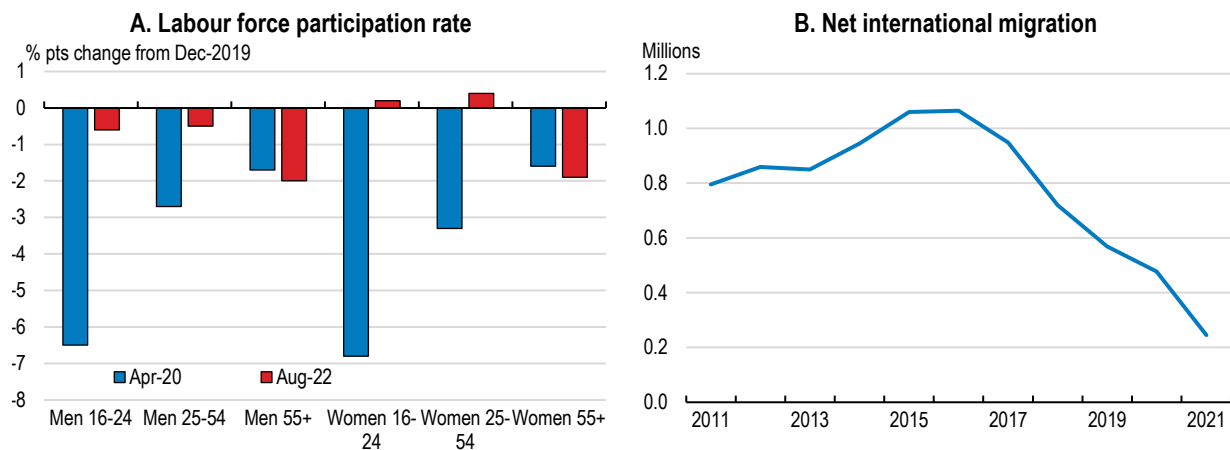 A. Labour force participation rate
% pts change from Dec-2019
1
0
-1
-2
-3
-4
-5
-6
-7
-8
Apr-20
Aug-22
Men 16-24
Men 25-54
Men 55+
Women 16-
24
Women 25-
54
Women 55+
B. Net international migration
Millions
1.2
1.0
0.8
0.6
0.4
0.2
0.0
2011
2013
2015
2017
2019
2021